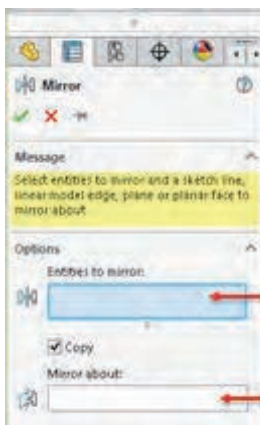 Mirror
Message
Select entities to mirror and a sketch line,
linear model edge, plane or planar face to
mirror about
Options
Entities to mirror:
Copy
Mirror about: